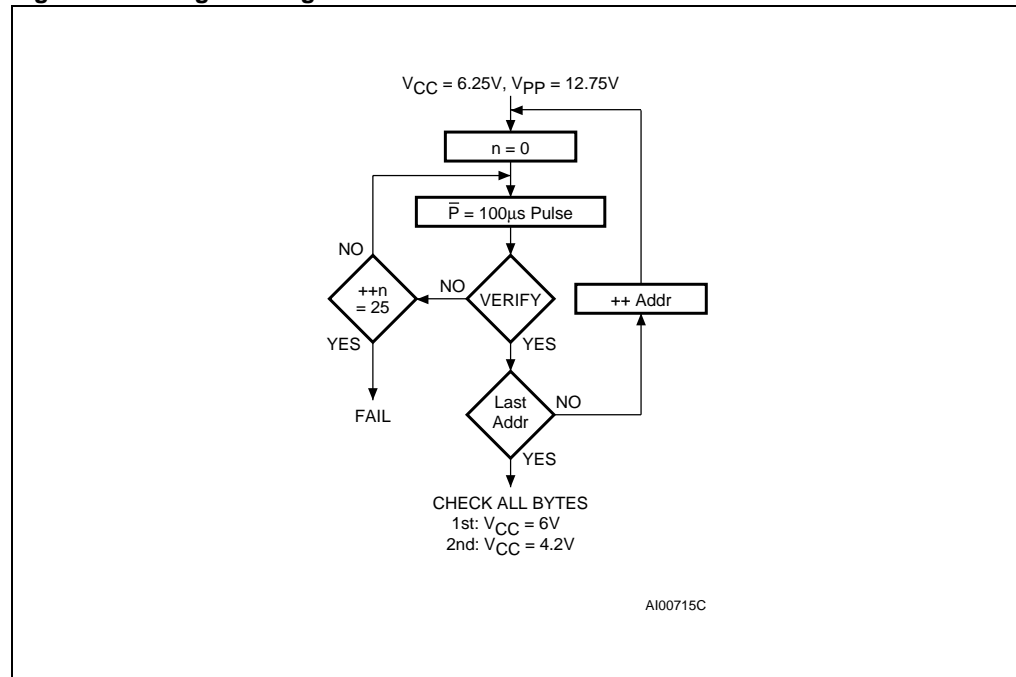 V_CC = 6.25V, V_PP = 12.75V
n = 0
P̅ = 100μs Pulse
NO
++n
= 25
NO
VERIFY
++ Addr
YES
YES
FAIL
Last
Addr
NO
YES
CHECK ALL BYTES
1st: V_CC = 6V
2nd: V_CC = 4.2V
AI00715C